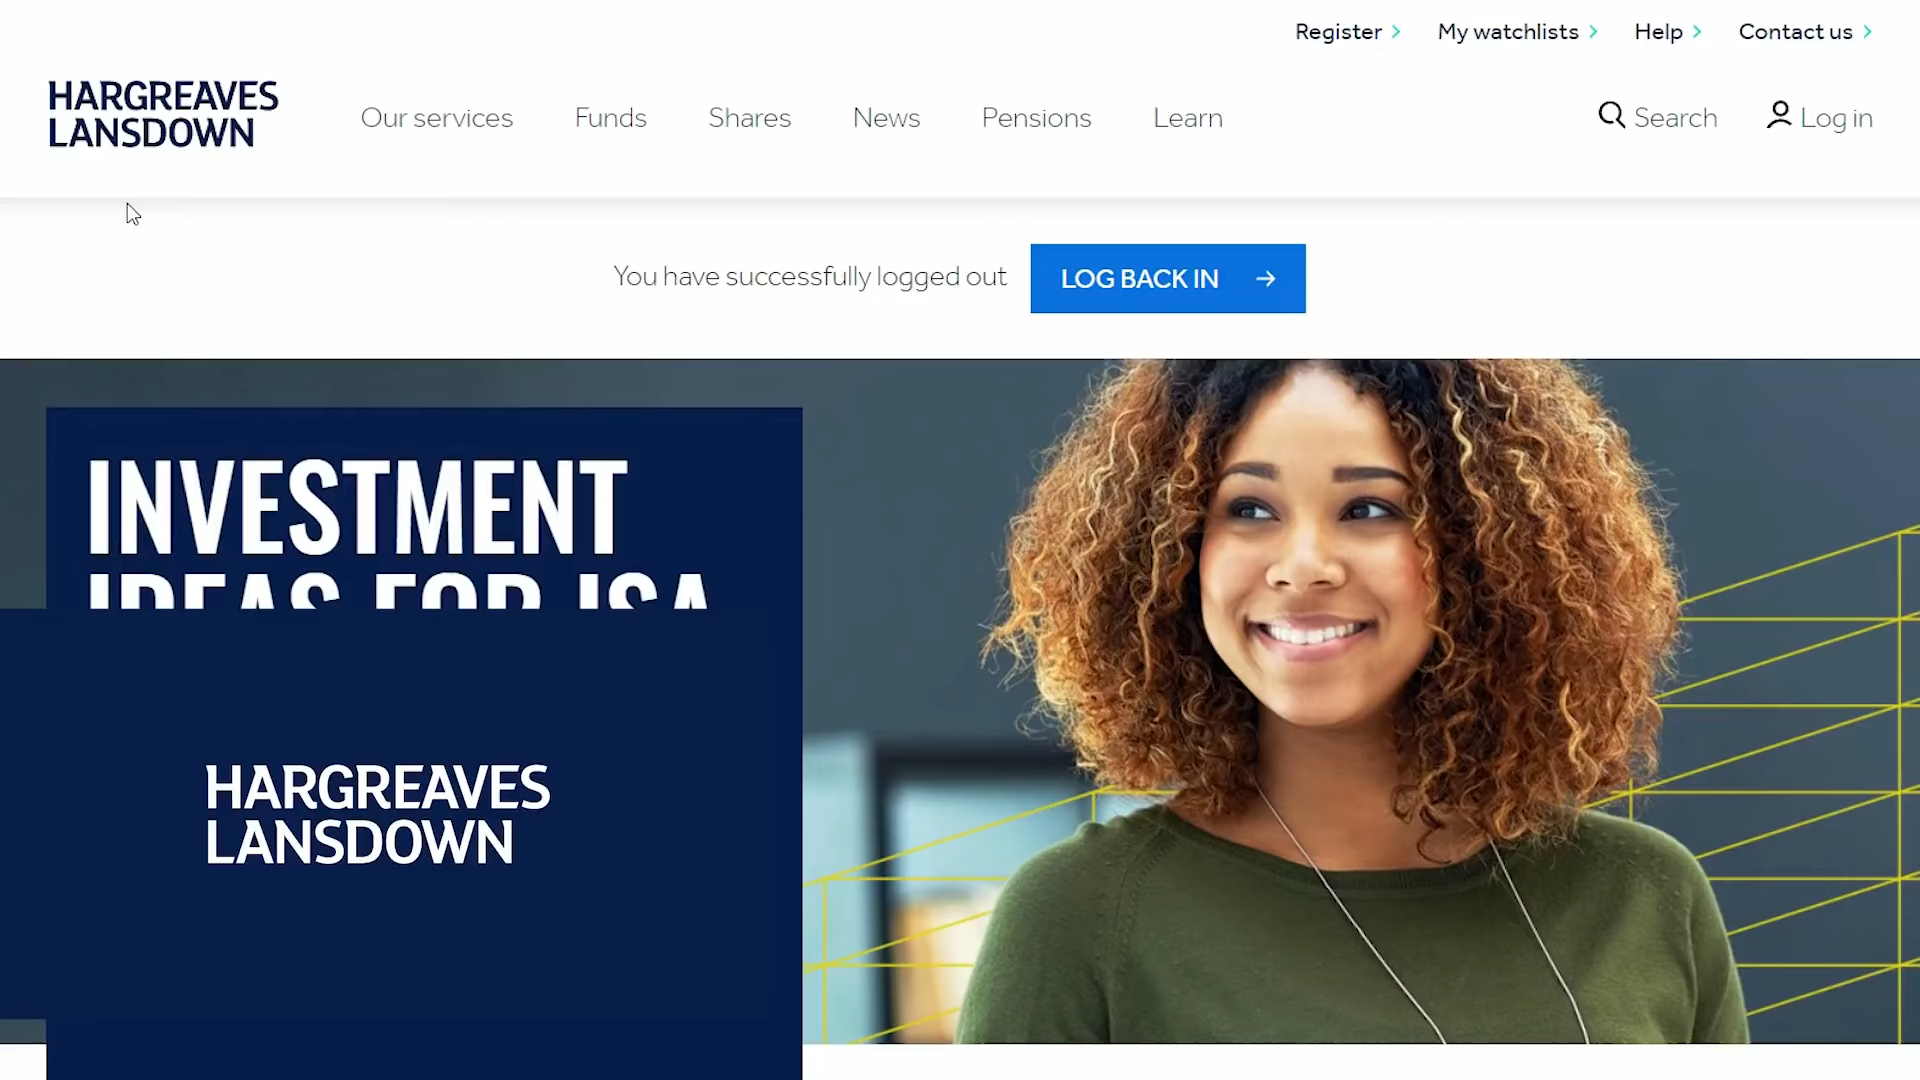 Register
My watchlists
Help
Contact us
HARGREAVES
LANSDOWN
Our services
Funds
Shares
News
Pensions
Learn
Search
Log in
You have successfully logged out
LOG BACK IN
INVESTMENT
IDEAS FOR ISA
HARGREAVES
LANSDOWN